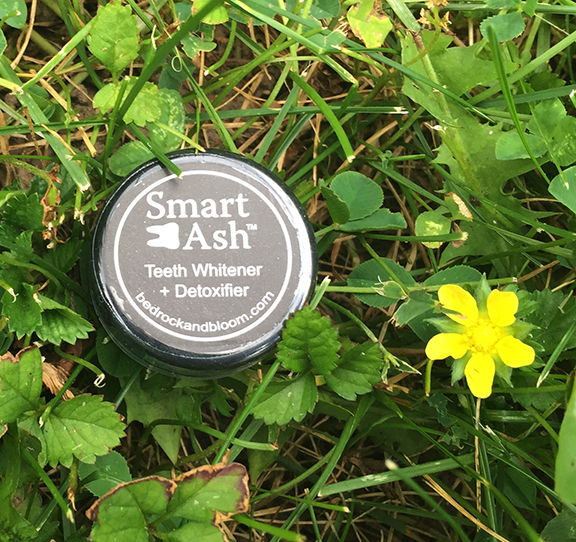 Smart
Ash™
Teeth Whitener
+ Detoxifier
bedrockandbloom.com